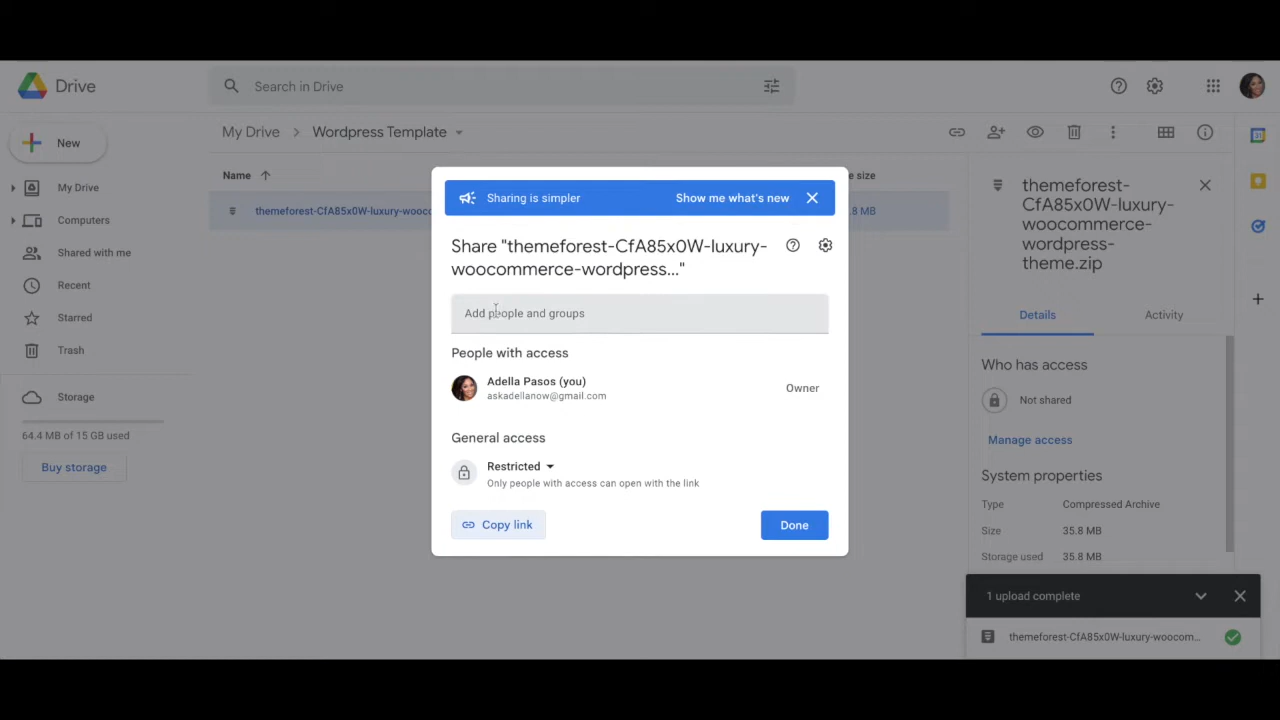 Drive
Search in Drive
New
My Drive
Computers
Shared with me
Recent
Starred
Trash
Storage
64.4 MB of 15 GB used
Buy storage
My Drive > Wordpress Template
Name
size
themeforest-CfA85x0W-luxury-wooco
.8 MB
Sharing is simpler
Show me what's new
Share "themeforest-CfA85x0W-luxury-
woocommerce-wordpress..."
Add people and groups
People with access
Adella Pasos (you)
askadellanow@gmail.com
Owner
General access
Restricted
Only people with access can open with the link
Copy link
Done
themeforest-
CfA85x0W-luxury-
woocommerce-
wordpress-
theme.zip
Details
Activity
Who has access
Not shared
Manage access
System properties
Type Compressed Archive
Size 35.8 MB
Storage used 35.8 MB
1 upload complete
themeforest-CfA85x0W-luxury-woocom...
31